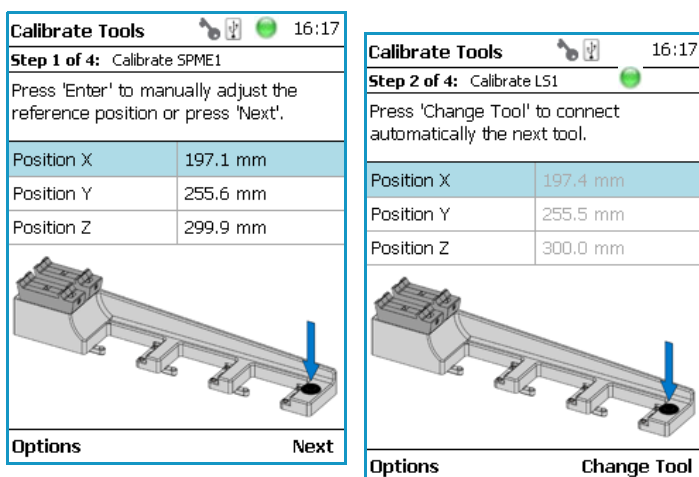 Calibrate Tools 16:17
Step 1 of 4: Calibrate SPME1
Press 'Enter' to manually adjust the
reference position or press 'Next'.
Position X 197.1 mm
Position Y 255.6 mm
Position Z 299.9 mm
Options Next
Calibrate Tools 16:17
Step 2 of 4: Calibrate LS1
Press 'Change Tool' to connect
automatically the next tool.
Position X 197.4 mm
Position Y 255.5 mm
Position Z 300.0 mm
Options Change Tool